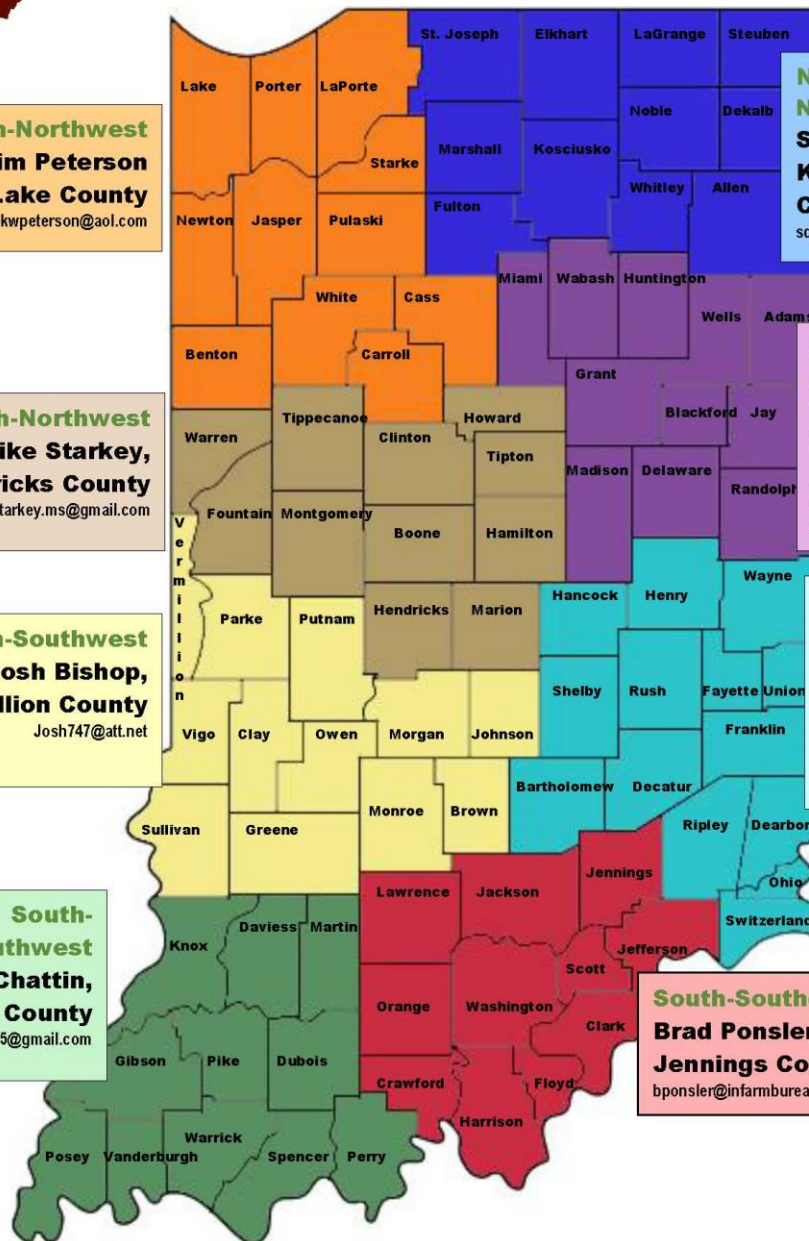 St. Joseph
Elkhart
LaGrange
Steuben
Lake
Porter
LaPorte
Noble
Dekalb
Starke
Marshall
Kosciusko
Whitley
Allen
Newton
Jasper
Pulaski
Fulton
Miami
Wabash
Huntington
White
Cass
Wells
Adams
Benton
Carroll
Grant
Blackford
Jay
Tippecanoe
Howard
Warren
Clinton
Tipton
Madison
Delaware
Randolph
Fountain
Montgomery
Boone
Hamilton
Vermillion
Wayne
Hancock
Henry
Parke
Putnam
Hendricks
Marion
Shelby
Rush
Fayette
Union
Vigo
Clay
Owen
Morgan
Johnson
Franklin
Bartholomew
Decatur
Monroe
Brown
Sullivan
Greene
Ripley
Dearbor
Jennings
Ohio
Lawrence
Jackson
Switzerland
Knox
Daviess
Martin
Jefferson
Scott
Orange
Washington
Clark
Gibson
Pike
Dubois
Crawford
Floyd
Harrison
Posey
Vanderburgh
Warrick
Spencer
Perry
h-Northwest
im Peterson
Lake County
kwpeterson@aol.com
h-Northwest
ike Starkey,
ricks County
tarkey.ms@gmail.com
h-Southwest
osh Bishop,
llion County
Josh747@att.net
South-
uthwest
Chattin,
County
5@gmail.com
N
N
S
K
C
sc
South-South
Brad Ponsler
Jennings Co
bponsler@infarmburea